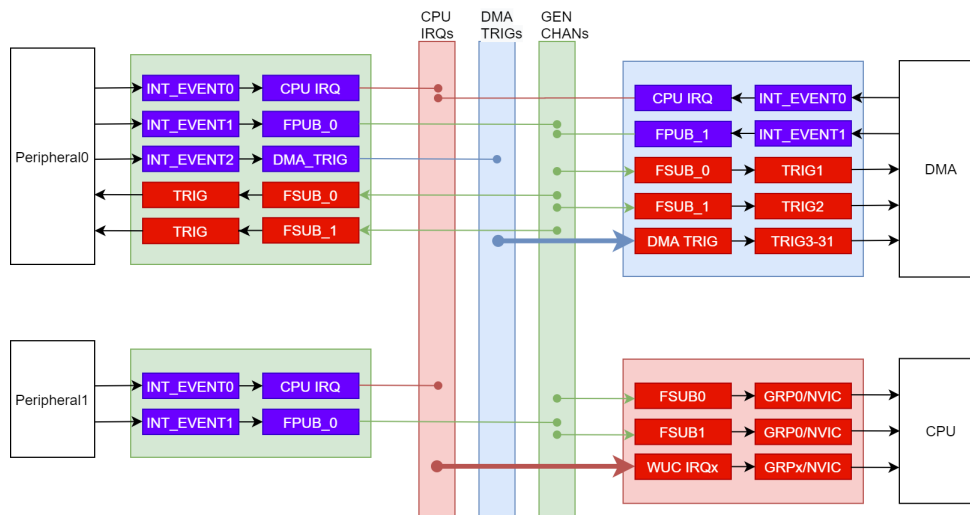 CPU
IRQs
DMA
TRIGs
GEN
CHANs
Peripheral0
INT_EVENT0
CPU IRQ
INT_EVENT1
FPUB_0
INT_EVENT2
DMA_TRIG
TRIG
FSUB_0
TRIG
FSUB_1
CPU IRQ
INT_EVENT0
FPUB_1
INT_EVENT1
FSUB_0
TRIG1
FSUB_1
TRIG2
DMA TRIG
TRIG3-31
DMA
Peripheral1
INT_EVENT0
CPU IRQ
INT_EVENT1
FPUB_0
FSUB0
GRP0/NVIC
FSUB1
GRP0/NVIC
WUC IRQx
GRPx/NVIC
CPU